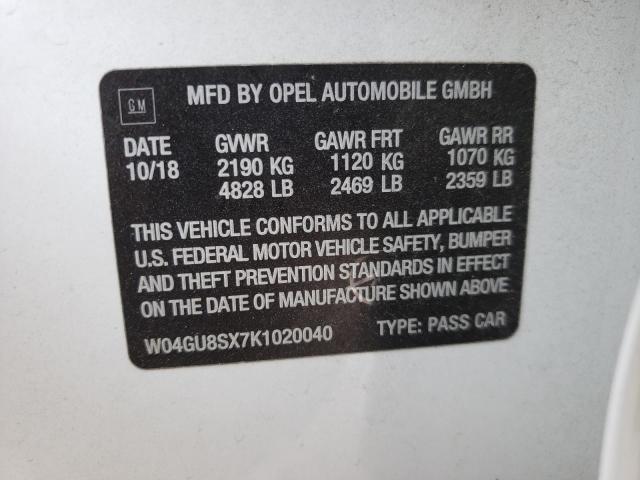 GM
MFD BY OPEL AUTOMOBILE GMBH
DATE GVWR GAWR FRT GAWR RR
10/18 2190 KG 1120 KG 1070 KG
4828 LB 2469 LB 2359 LB
THIS VEHICLE CONFORMS TO ALL APPLICABLE
U.S. FEDERAL MOTOR VEHICLE SAFETY, BUMPER
AND THEFT PREVENTION STANDARDS IN EFFECT
ON THE DATE OF MANUFACTURE SHOWN ABOVE
W04GU8SX7K1020040 TYPE: PASS CAR